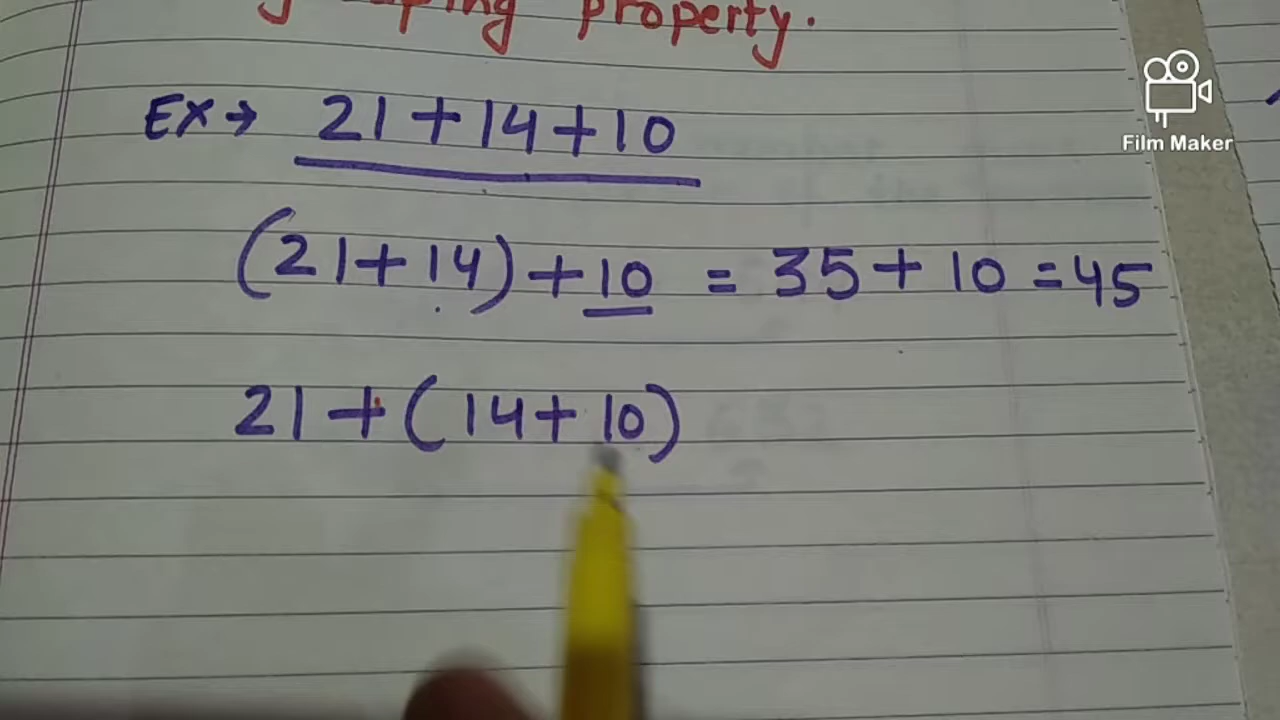 property.
Ex→ 21+14+10
Film Maker
(21+14)+10 = 35+10=45
21+(14+10)